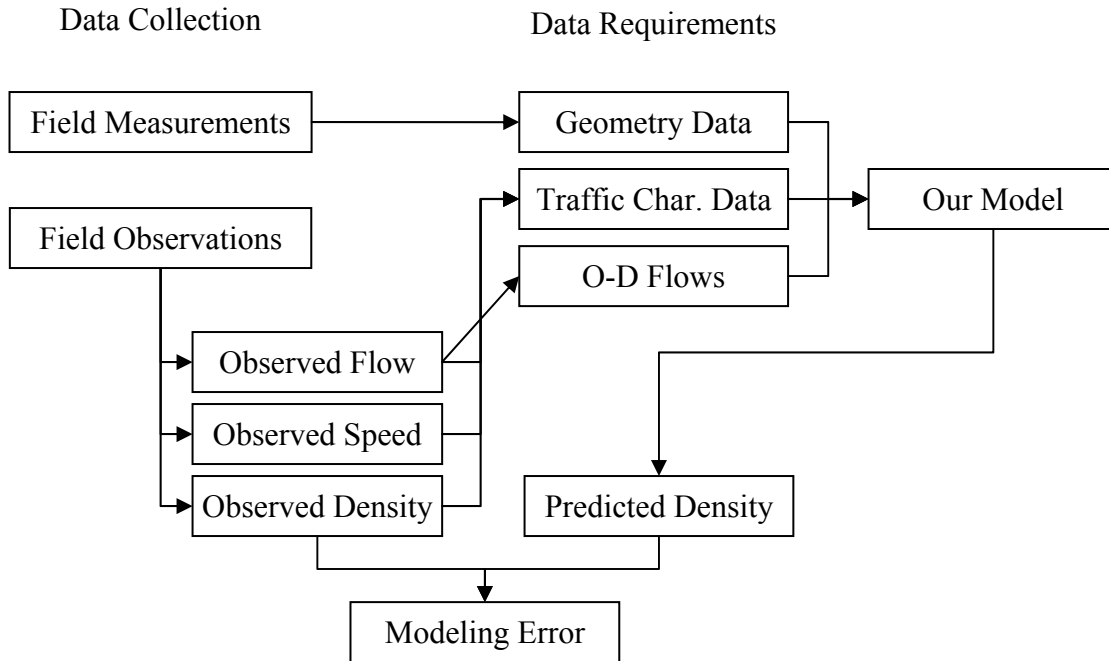 Data Collection
Data Requirements
Field Measurements
Geometry Data
Traffic Char. Data
Our Model
Field Observations
O-D Flows
Observed Flow
Observed Speed
Observed Density
Predicted Density
Modeling Error